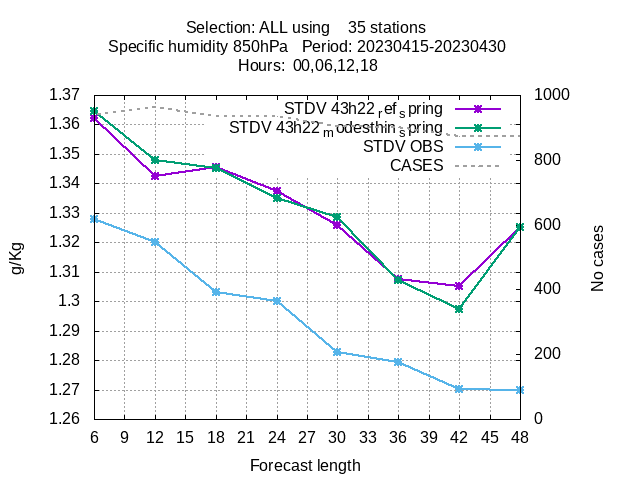 Selection: ALL using    35 stations
Specific humidity 850hPa   Period: 20230415-20230430
Hours:  00,06,12,18
STDV 43h22ref_spring
STDV 43h22modesthin_spring
STDV OBS
CASES
1.37
1.36
1.35
1.34
1.33
1.32
1.31
1.3
1.29
1.28
1.27
1.26
g/Kg
1000
800
600
400
200
0
No cases
6 9 12 15 18 21 24 27 30 33 36 39 42 45 48
Forecast length